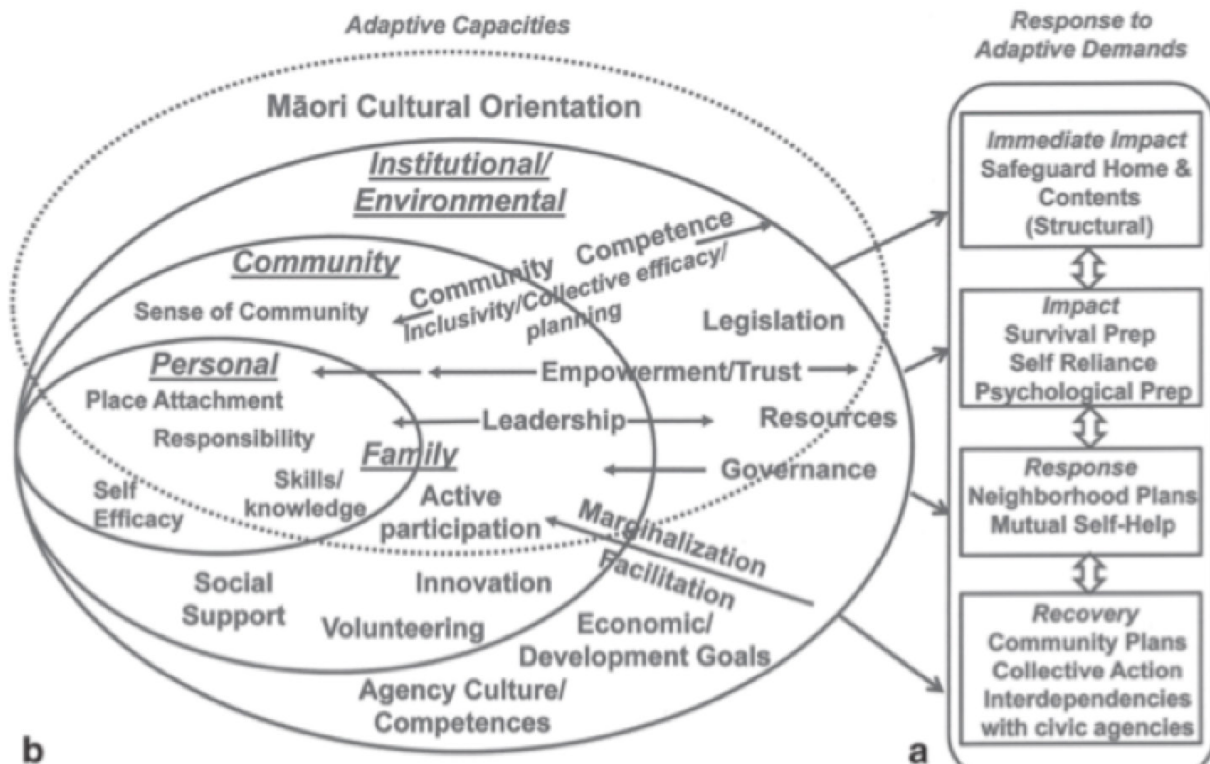 Adaptive Capacities
Māori Cultural Orientation
Institutional/
Environmental
Community
Sense of Community
Community Competence
Inclusivity/Collective efficacy/
planning
Legislation
Personal
Place Attachment
Responsibility
Self
Efficacy
Skills/
knowledge
Empowerment/Trust
Leadership
Resources
Family
Governance
Active
participation
Marginalization
Facilitation
Social
Support
Innovation
Volunteering
Economic/
Development Goals
Agency Culture/
Competences
b
Response to
Adaptive Demands
Immediate Impact
Safeguard Home &
Contents
(Structural)
Impact
Survival Prep
Self Reliance
Psychological Prep
Response
Neighborhood Plans
Mutual Self-Help
Recovery
Community Plans
Collective Action
Interdependencies
with civic agencies
a